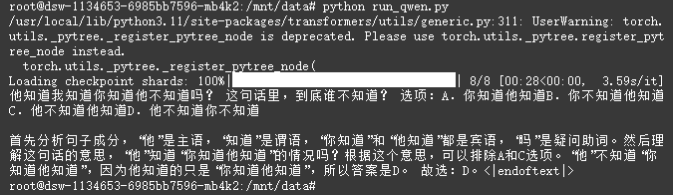 root@dsw-1134653-6985bb7596-mb4k2:/mnt/data# python run_qwen.py
/usr/local/lib/python3.11/site-packages/transformers/utils/generic.py:311: UserWarning: torch.
utils._pytree._register_pytree_node is deprecated. Please use torch.utils._pytree.register_pyt
ree_node instead.
  torch.utils._pytree._register_pytree_node(
Loading checkpoint shards: 100%|| 8/8 [00:28<00:00,  3.59s/it]
他知道我知道你知道他不知道吗？ 这句话里，到底谁不知道？ 选项：A. 你知道他知道B. 你不知道他知道
C. 他不知道他知道D. 他不知道你不知道
首先分析句子成分，“他”是主语，“知道”是谓语，“你知道”和“他知道”都是宾语，“吗”是疑问助词。然后理
解这句话的意思，“他”知道“你知道他知道”的情况吗？根据这个意思，可以排除A和C选项。“他”不知道“你
知道他知道”，因为他知道的只是“你知道他知道”，所以答案是D。 故选：D。<|endoftext|>
root@dsw-1134653-6985bb7596-mb4k2:/mnt/data#